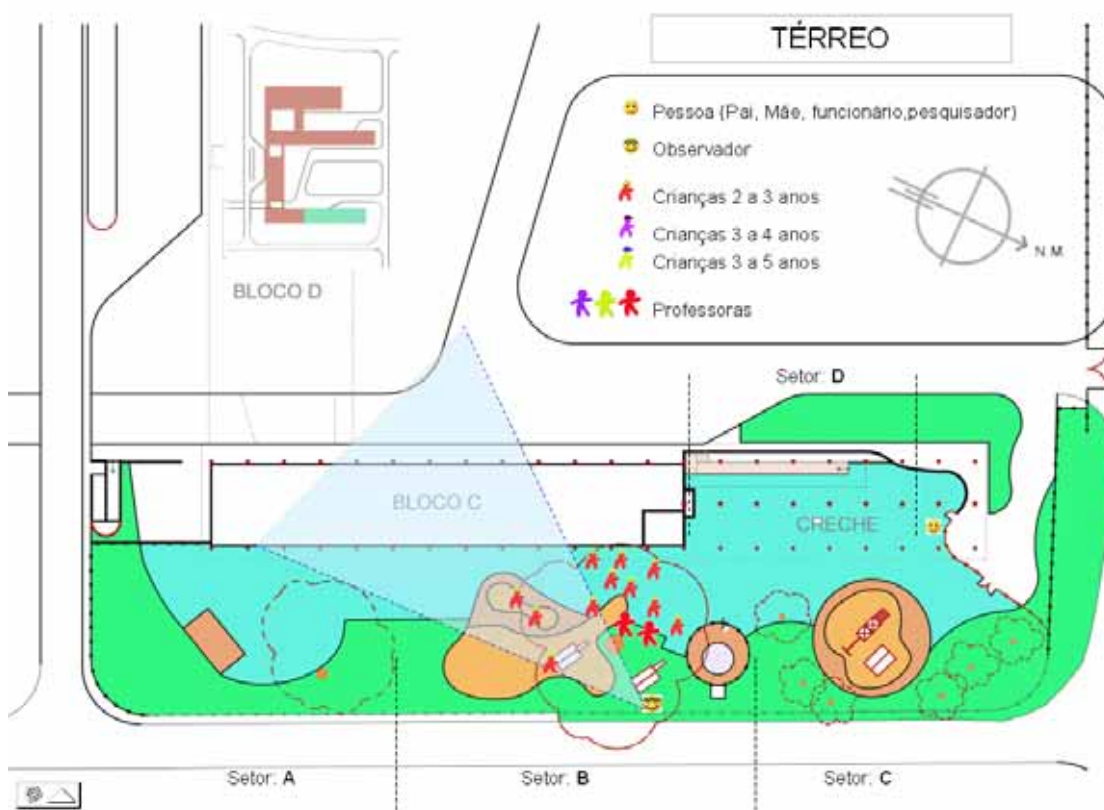 TÉRREO
Pessoa (Pai, Mãe, funcionário,pesquisador)
Observador
Crianças 2 a 3 anos
Crianças 3 a 4 anos
Crianças 3 a 5 anos
Professoras
N.M.
BLOCO D
Setor: D
BLOCO C
CRECHE
Setor: A
Setor: B
Setor: C